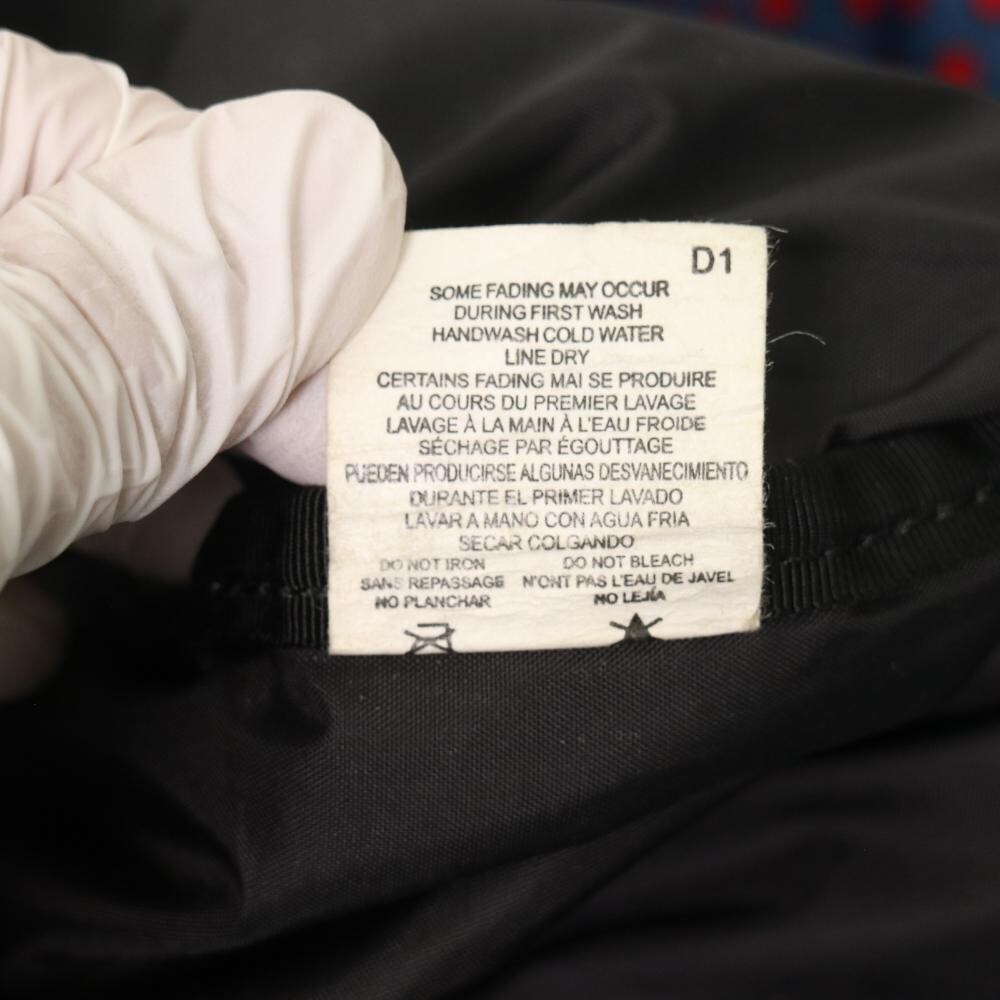 D1
SOME FADING MAY OCCUR
DURING FIRST WASH
HANDWASH COLD WATER
LINE DRY
CERTAINS FADING MAI SE PRODUIRE
AU COURS DU PREMIER LAVAGE
LAVAGE À LA MAIN À L'EAU FROIDE
SÉCHAGE PAR ÉGOUTTAGE
PUEDEN PRODUCIRSE ALGUNAS DESVANECIMIENTO
DURANTE EL PRIMER LAVADO
LAVAR A MANO CON AGUA FRIA
SECAR COLGANDO
DO NOT IRON DO NOT BLEACH
SANS REPASSAGE N'ONT PAS L'EAU DE JAVEL
NO PLANCHAR NO LEJÍA